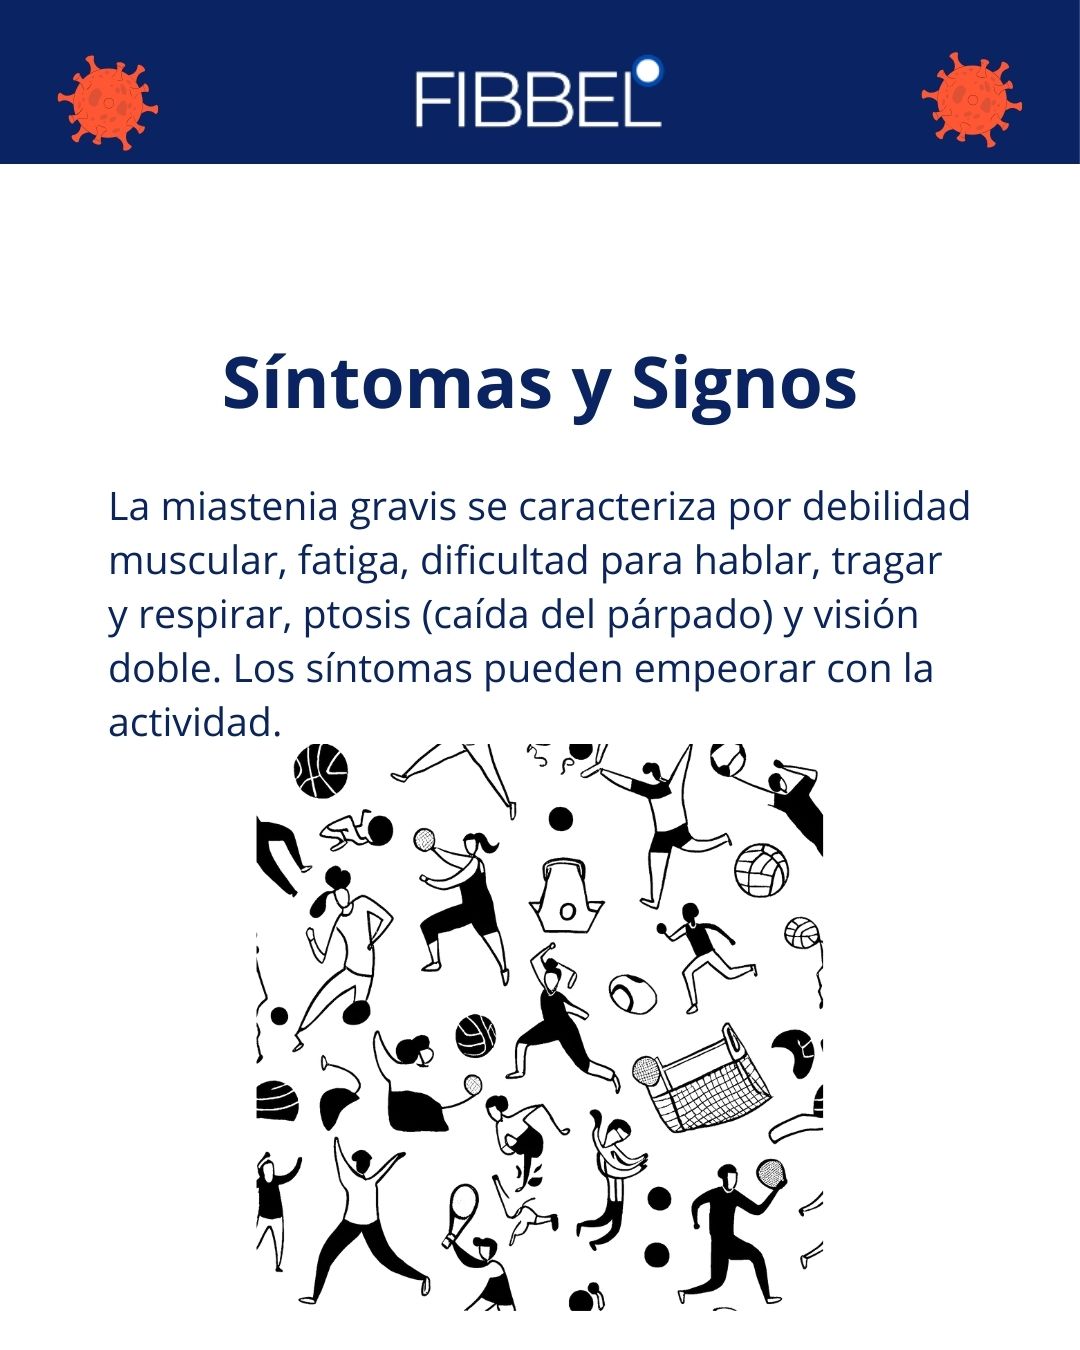 FIBBEL
Síntomas y Signos
La miastenia gravis se caracteriza por debilidad
muscular, fatiga, dificultad para hablar, tragar
y respirar, ptosis (caída del párpado) y visión
doble. Los síntomas pueden empeorar con la
actividad.